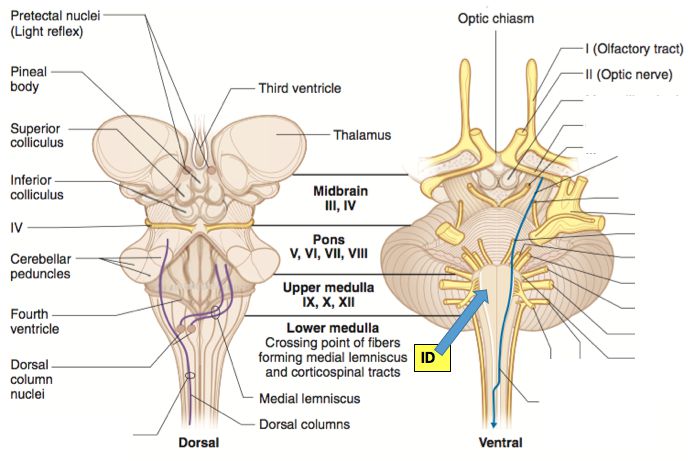 Pretectal nuclei
(Light reflex)
Pineal
body
Superior
colliculus
Inferior
colliculus
IV
Cerebellar
peduncles
Fourth
ventricle
Dorsal
column
nuclei
Third ventricle
Thalamus
Midbrain
III, IV
Pons
V, VI, VII, VIII
Upper medulla
IX, X, XII
Lower medulla
Crossing point of fibers
forming medial lemniscus
and corticospinal tracts
Medial lemniscus
Dorsal columns
Dorsal
Optic chiasm
I (Olfactory tract)
II (Optic nerve)
ID
Ventral